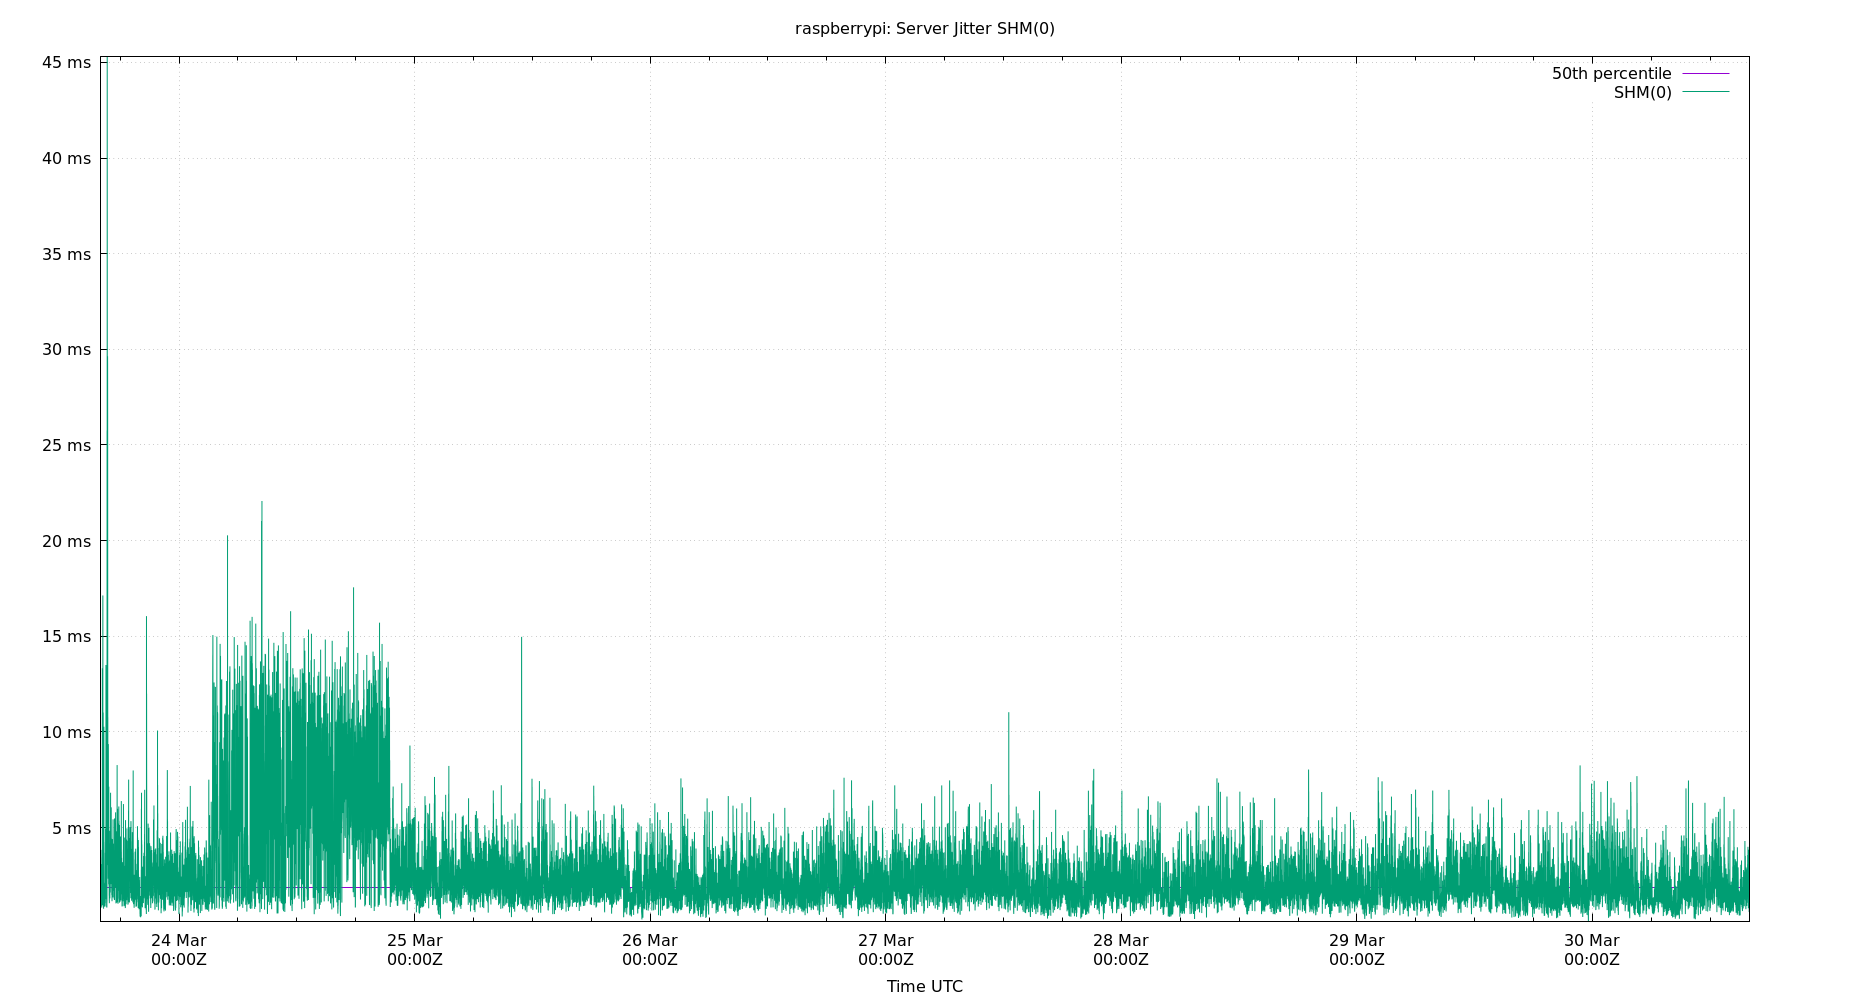 raspberrypi: Server Jitter SHM(0)
45 ms
40 ms
35 ms
30 ms
25 ms
20 ms
15 ms
10 ms
5 ms
50th percentile
SHM(0)
24 Mar 25 Mar 26 Mar 27 Mar 28 Mar 29 Mar 30 Mar
00:00Z 00:00Z 00:00Z 00:00Z 00:00Z 00:00Z 00:00Z
Time UTC